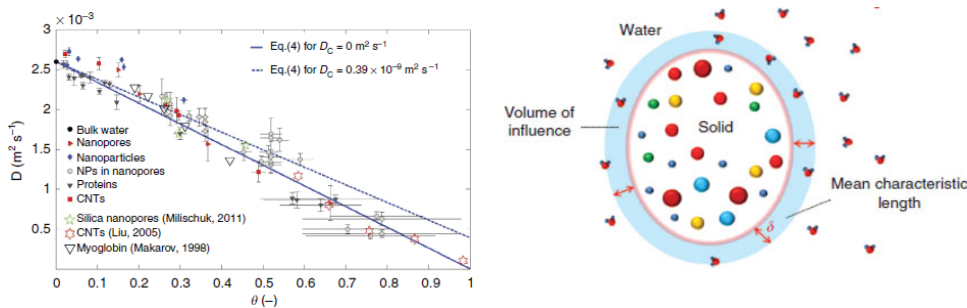 × 10⁻³
3
2.5
2
1.5
1
0.5
D (m² s⁻¹)
Eq.(4) for D_C = 0 m² s⁻¹
Eq.(4) for D_C = 0.39 × 10⁻⁹ m² s⁻¹
Bulk water
Nanopores
Nanoparticles
NPs in nanopores
Proteins
CNTs
Silica nanopores (Milischuk, 2011)
CNTs (Liu, 2005)
Myoglobin (Makarov, 1998)
0 0.1 0.2 0.3 0.4 0.5 0.6 0.7 0.8 0.9 1
θ (–)
Water
Volume of
influence
Solid
Mean characteristic
length
δ